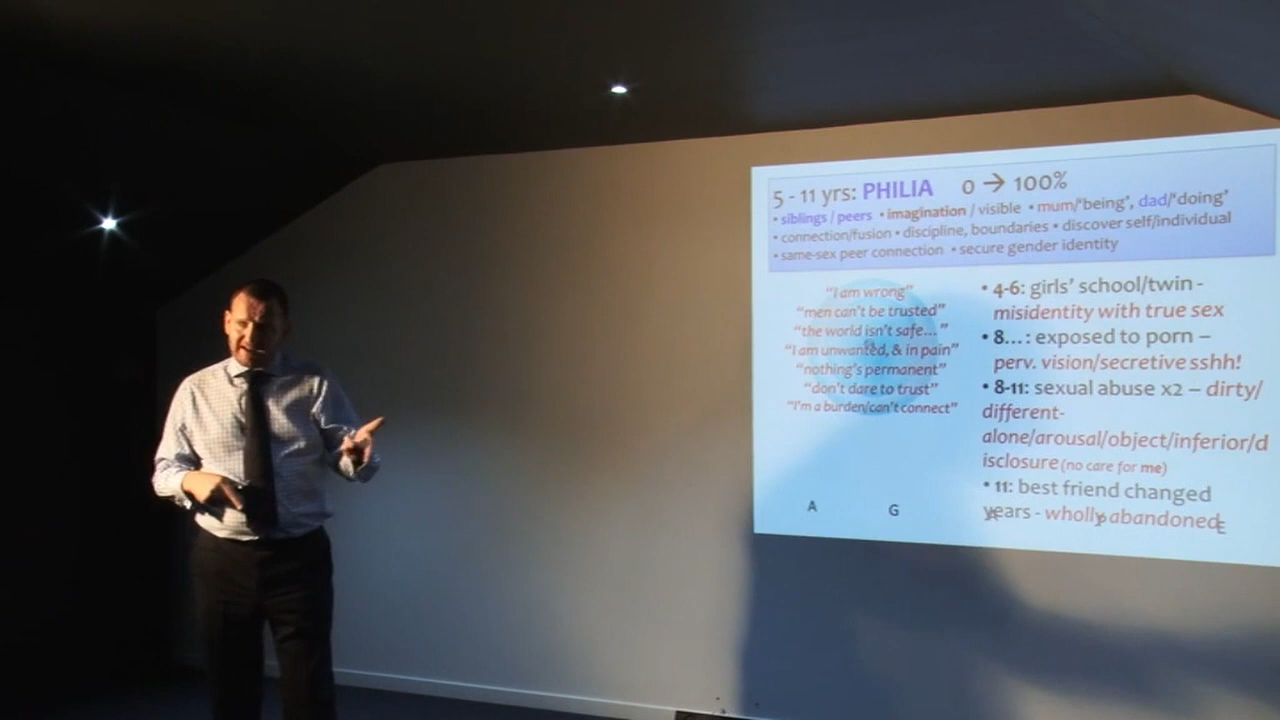 5 - 11 yrs: PHILIA 0 → 100%
• siblings / peers • imagination / visible • mum/'being', dad/'doing'
• connection/fusion • discipline, boundaries • discover self/individual
• same-sex peer connection • secure gender identity
"I am wrong"
"men can't be trusted"
"the world isn't safe..."
"I am unwanted, & in pain"
"nothing's permanent"
"don't dare to trust"
"I'm a burden/can't connect"
• 4-6: girls' school/twin -
misidentity with true sex
• 8...: exposed to porn –
perv. vision/secretive sshh!
• 8-11: sexual abuse x2 – dirty/
different-
alone/arousal/object/inferior/d
isclosure (no care for me)
• 11: best friend changed
years - wholly abandoned
A G